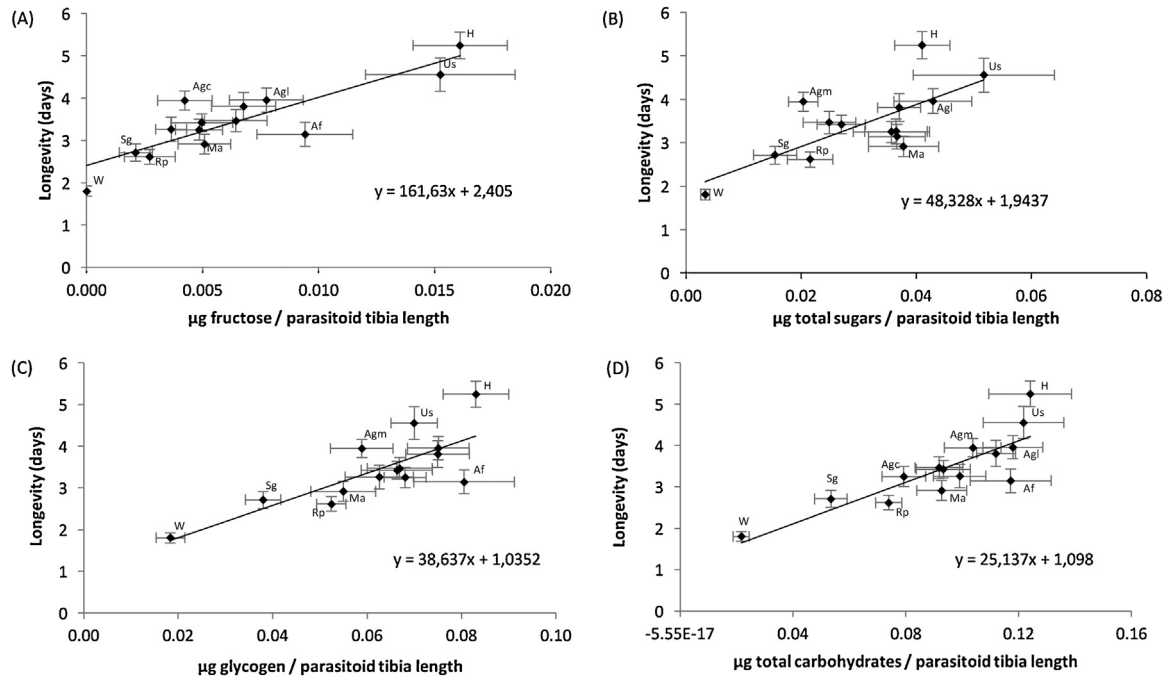 (A)
Longevity (days)
6
5
4
3
2
1
0
H
Us
Agc
Agl
Af
Sg
Ma
Rp
W
y = 161,63x + 2,405
0.000 0.005 0.010 0.015 0.020
µg fructose / parasitoid tibia length
(B)
Longevity (days)
6
5
4
3
2
1
0
H
Us
Agm
Agl
Sg
Rp
Ma
W
y = 48,328x + 1,9437
0.00 0.02 0.04 0.06 0.08
µg total sugars / parasitoid tibia length
(C)
Longevity (days)
6
5
4
3
2
1
0
H
Us
Agm
Af
Sg
Ma
Rp
W
y = 38,637x + 1,0352
0.00 0.02 0.04 0.06 0.08 0.10
µg glycogen / parasitoid tibia length
(D)
Longevity (days)
6
5
4
3
2
1
0
H
Us
Agm
Agl
Agc
Sg
Af
Ma
Rp
W
y = 25,137x + 1,098
-5.55E-17 0.04 0.08 0.12 0.16
µg total carbohydrates / parasitoid tibia length